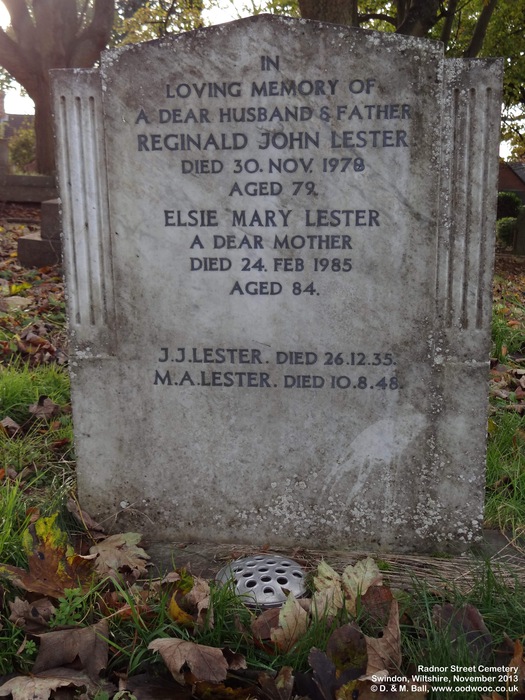 IN
LOVING MEMORY OF
A DEAR HUSBAND & FATHER
REGINALD JOHN LESTER.
DIED 30. NOV. 1978
AGED 79.
ELSIE MARY LESTER
A DEAR MOTHER
DIED 24. FEB 1985
AGED 84.
J.J.LESTER. DIED 26.12.35.
M.A.LESTER. DIED 10.8.48.
Radnor Street Cemetery
Swindon, Wiltshire, November 2013
© D. & M. Ball, www.oodwooc.co.uk